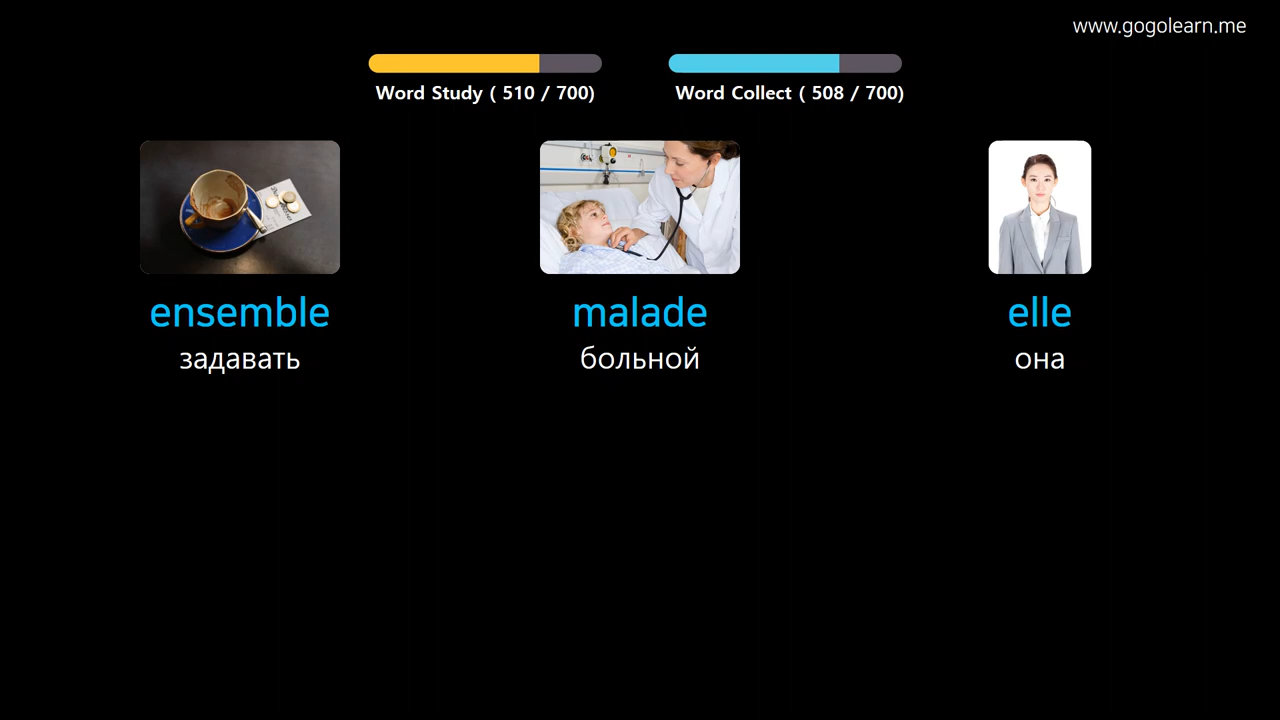 www.gogolearn.me
Word Study ( 510 / 700)
Word Collect ( 508 / 700)
ensemble
задавать
malade
больной
elle
она